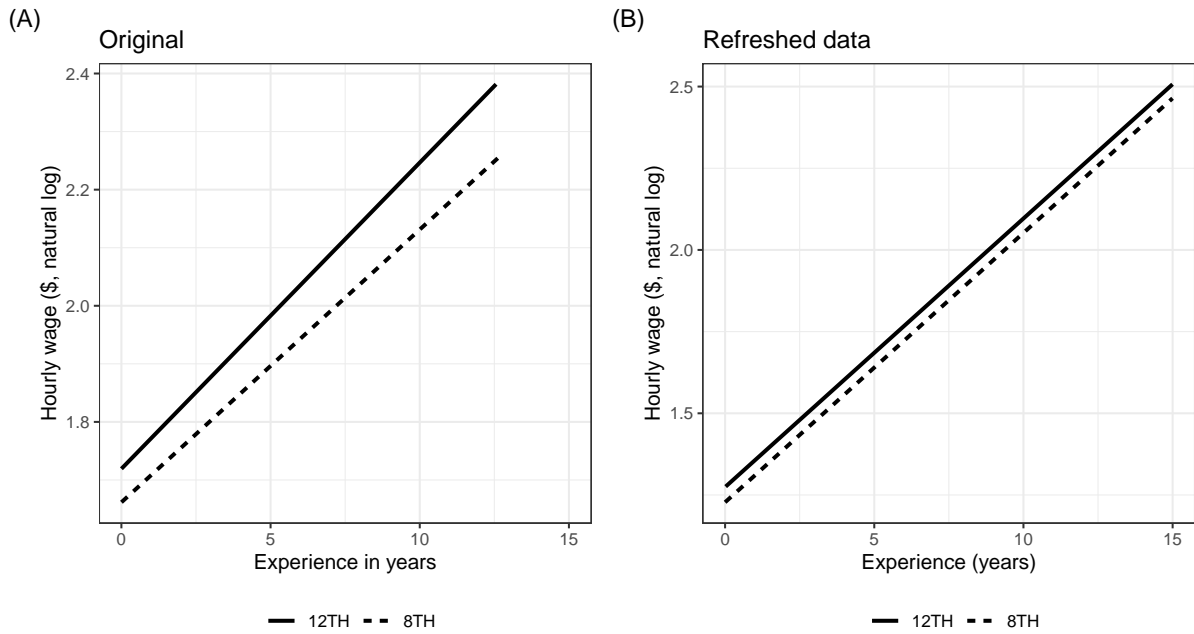 (A)
Original
2.4
2.2
2.0
1.8
Hourly wage ($, natural log)
0 5 10 15
Experience in years
12TH 8TH
(B)
Refreshed data
2.5
2.0
1.5
Hourly wage ($, natural log)
0 5 10 15
Experience (years)
12TH 8TH